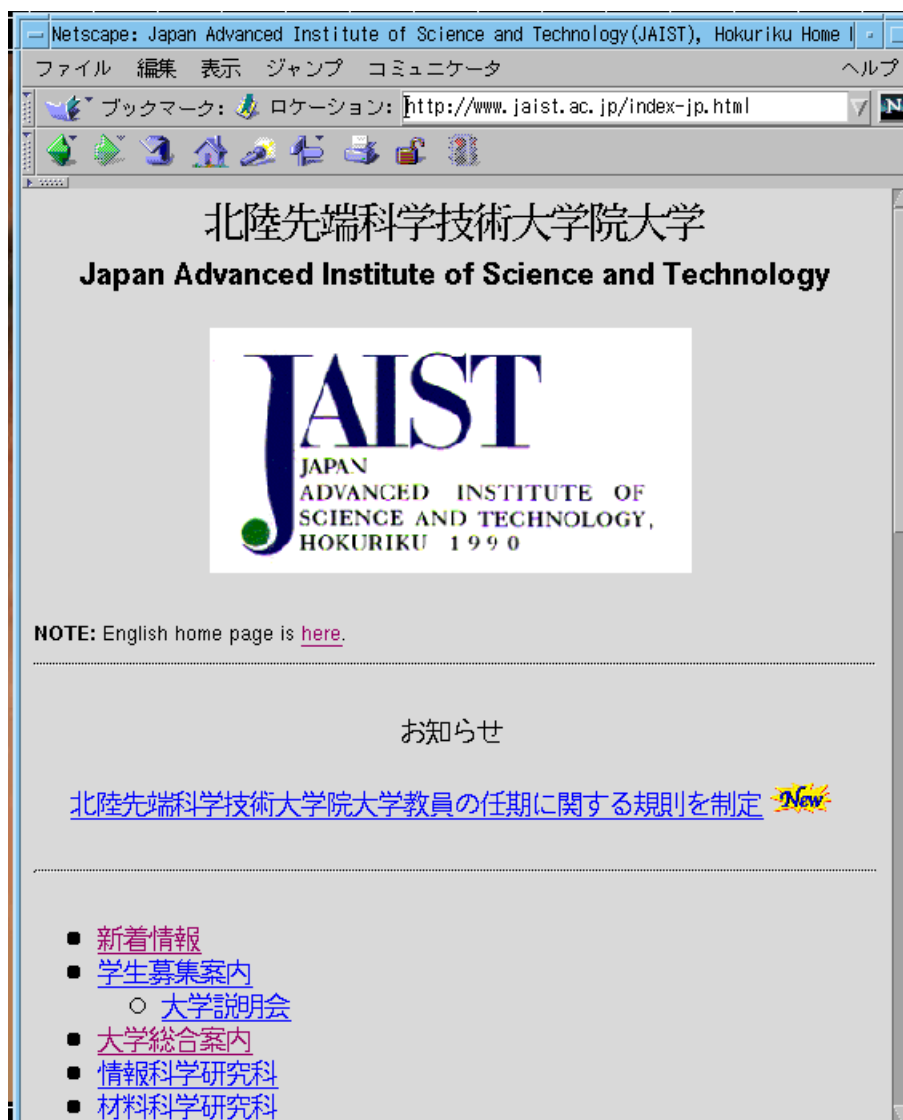 Netscape: Japan Advanced Institute of Science and Technology(JAIST), Hokuriku Home
ファイル 編集 表示 ジャンプ コミュニケータ ヘルプ
ブックマーク: ロケーション: http://www.jaist.ac.jp/index-jp.html N
北陸先端科学技術大学院大学
Japan Advanced Institute of Science and Technology
JAIST
JAPAN
ADVANCED INSTITUTE OF
SCIENCE AND TECHNOLOGY,
HOKURIKU 1990
NOTE: English home page is here.
お知らせ
北陸先端科学技術大学院大学教員の任期に関する規則を制定 New
新着情報
学生募集案内
大学説明会
大学総合案内
情報科学研究科
材料科学研究科